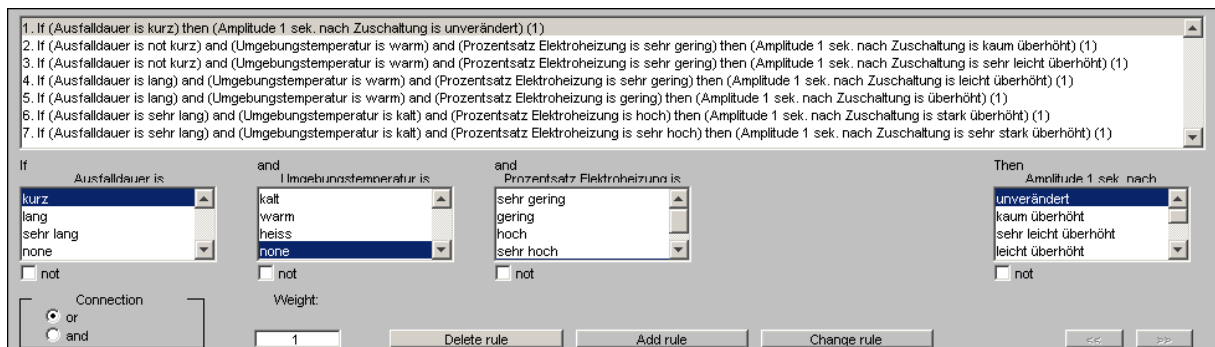 1. If (Ausfalldauer is kurz) then (Amplitude 1 sek. nach Zuschaltung is unverändert) (1)
2. If (Ausfalldauer is not kurz) and (Umgebungstemperatur is warm) and (Prozentsatz Elektroheizung is sehr gering) then (Amplitude 1 sek. nach Zuschaltung is kaum überhöht) (1)
3. If (Ausfalldauer is not kurz) and (Umgebungstemperatur is warm) and (Prozentsatz Elektroheizung is sehr gering) then (Amplitude 1 sek. nach Zuschaltung is sehr leicht überhöht) (1)
4. If (Ausfalldauer is lang) and (Umgebungstemperatur is warm) and (Prozentsatz Elektroheizung is sehr gering) then (Amplitude 1 sek. nach Zuschaltung is leicht überhöht) (1)
5. If (Ausfalldauer is lang) and (Umgebungstemperatur is warm) and (Prozentsatz Elektroheizung is gering) then (Amplitude 1 sek. nach Zuschaltung is überhöht) (1)
6. If (Ausfalldauer is sehr lang) and (Umgebungstemperatur is kalt) and (Prozentsatz Elektroheizung is hoch) then (Amplitude 1 sek. nach Zuschaltung is stark überhöht) (1)
7. If (Ausfalldauer is sehr lang) and (Umgebungstemperatur is kalt) and (Prozentsatz Elektroheizung is sehr hoch) then (Amplitude 1 sek. nach Zuschaltung is sehr stark überhöht) (1)
If
Ausfalldauer is
kurz
lang
sehr lang
none
not
and
Umgebungstemperatur is
kalt
warm
heiss
none
not
and
Prozentsatz Elektroheizung is
sehr gering
gering
hoch
sehr hoch
not
Then
Amplitude 1 sek. nach
unverändert
kaum überhöht
sehr leicht überhöht
leicht überhöht
not
Connection
or
and
Weight:
1
Delete rule
Add rule
Change rule
<<
>>